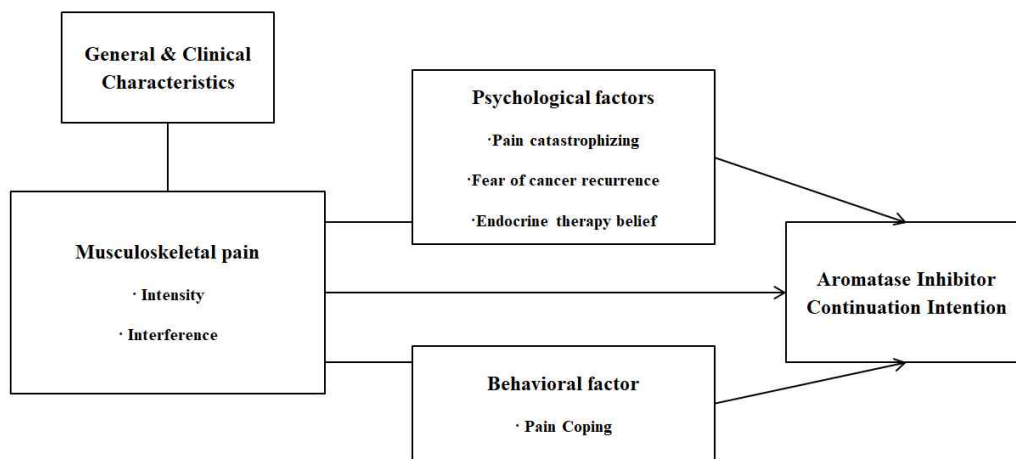 General & Clinical
Characteristics
Psychological factors
·Pain catastrophizing
·Fear of cancer recurrence
·Endocrine therapy belief
Musculoskeletal pain
· Intensity
· Interference
Aromatase Inhibitor
Continuation Intention
Behavioral factor
· Pain Coping